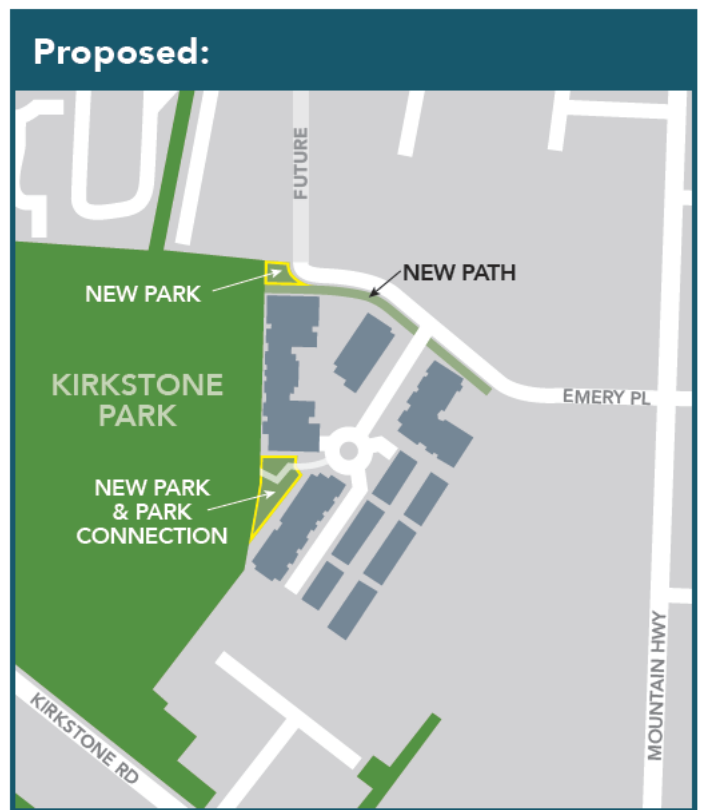 Proposed:
FUTURE
NEW PATH
NEW PARK
KIRKSTONE
PARK
EMERY PL
NEW PARK
& PARK
CONNECTION
MOUNTAIN HWY
KIRKSTONE RD